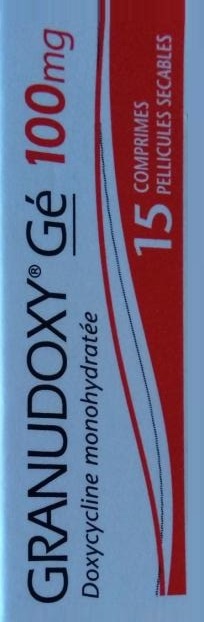 GRANUDOXY® Gé 100mg
Doxycycline monohydratée
15 COMPRIMES
PELLICULES SECABLES